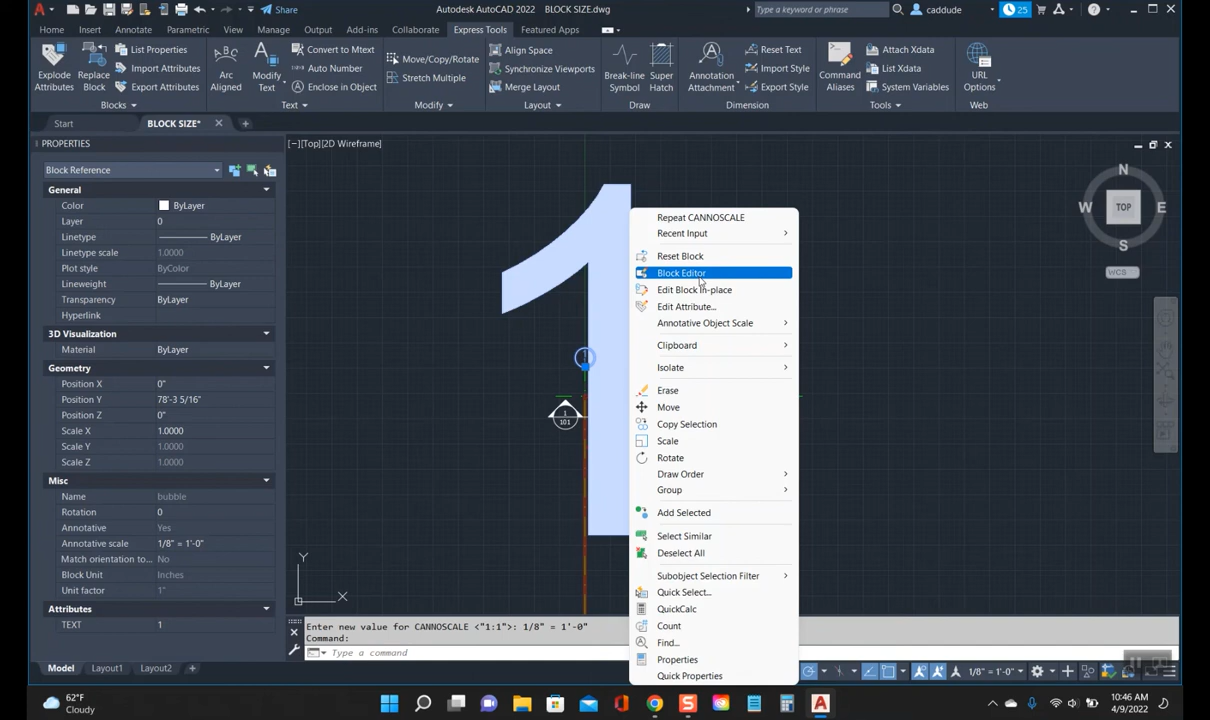 Share
Autodesk AutoCAD 2022 BLOCK SIZE.dwg
Type a keyword or phrase
caddude
25
Home Insert Annotate Parametric View Manage Output Add-ins Collaborate Express Tools Featured Apps
Explode Attributes
Replace Block
List Properties
Import Attributes
Export Attributes
Blocks
Arc Aligned
Modify Text
Convert to Mtext
Auto Number
Enclose in Object
Text
Move/Copy/Rotate
Stretch Multiple
Modify
Align Space
Synchronize Viewports
Merge Layout
Layout
Break-line Symbol
Super Hatch
Draw
Annotation Attachment
Reset Text
Import Style
Export Style
Dimension
Command Aliases
Attach Xdata
List Xdata
System Variables
Tools
URL Options
Web
Start BLOCK SIZE*
PROPERTIES
Block Reference
General
Color ByLayer
Layer 0
Linetype ByLayer
Linetype scale 1.0000
Plot style ByColor
Lineweight ByLayer
Transparency ByLayer
Hyperlink
3D Visualization
Material ByLayer
Geometry
Position X 0"
Position Y 78'-3 5/16"
Position Z 0"
Scale X 1.0000
Scale Y 1.0000
Scale Z 1.0000
Misc
Name bubble
Rotation 0
Annotative Yes
Annotative scale 1/8" = 1'-0"
Match orientation to... No
Block Unit Inches
Unit factor 1"
Attributes
TEXT 1
[−][Top][2D Wireframe]
1
1
1
101
Y
X
N
W TOP E
S
WCS
Repeat CANNOSCALE
Recent Input
Reset Block
Block Editor
Edit Block In-place
Edit Attribute...
Annotative Object Scale
Clipboard
Isolate
Erase
Move
Copy Selection
Scale
Rotate
Draw Order
Group
Add Selected
Select Similar
Deselect All
Subobject Selection Filter
Quick Select...
QuickCalc
Count
Find...
Properties
Quick Properties
Enter new value for CANNOSCALE <"1:1">: 1/8" = 1'-0"
Command:
Type a command
Model Layout1 Layout2
1/8" = 1'-0"
62°F
Cloudy
10:46 AM
4/9/2022